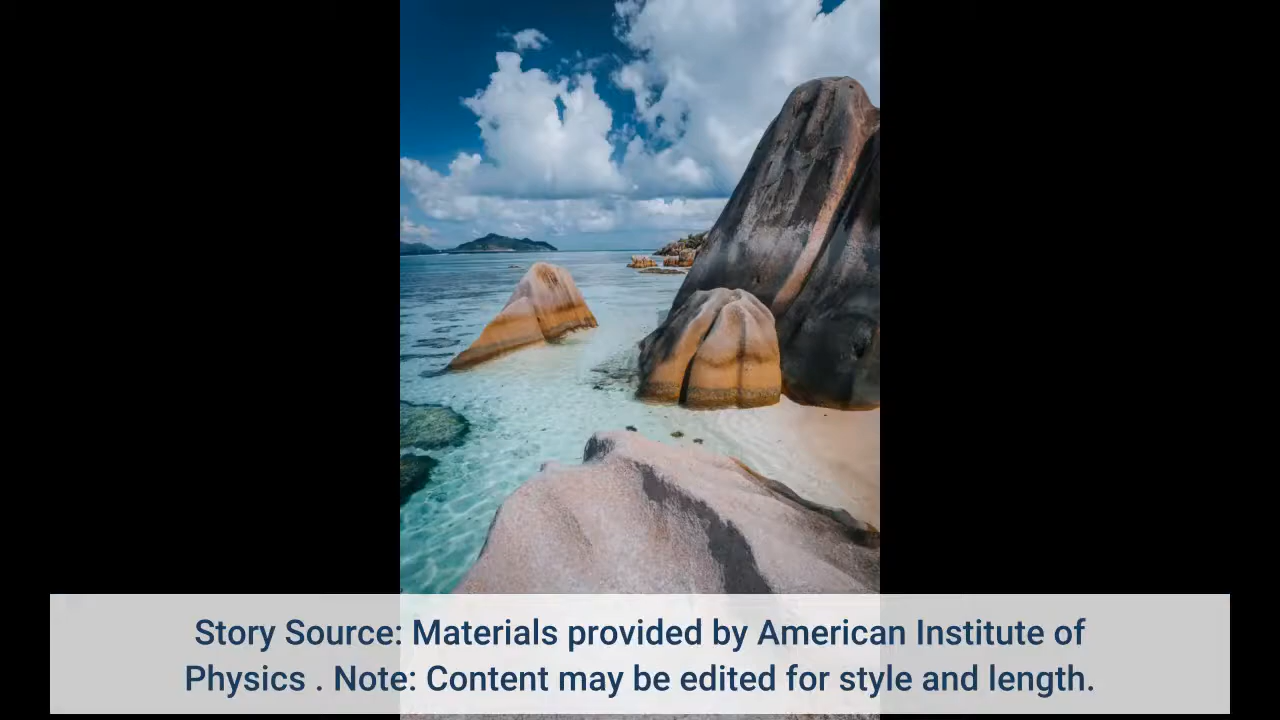 Story Source: Materials provided by American Institute of
Physics . Note: Content may be edited for style and length.